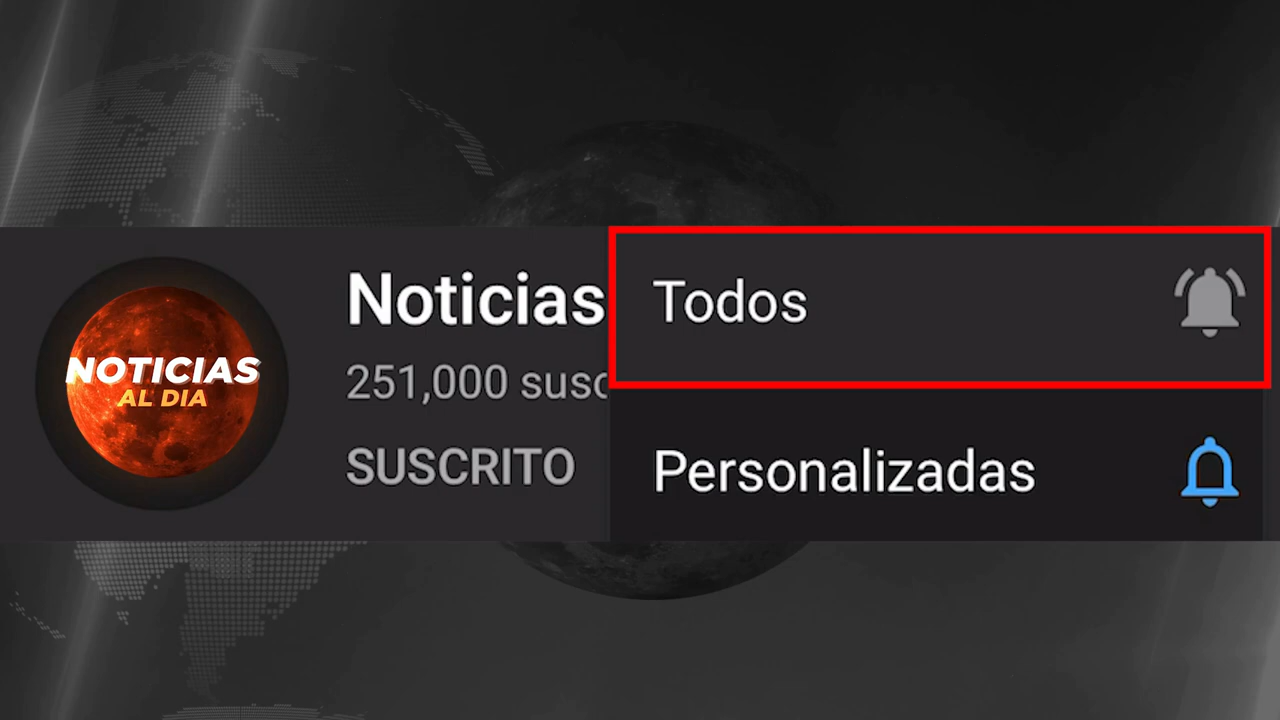 NOTICIAS
AL DIA
Noticias
251,000 susc
SUSCRITO
Todos
Personalizadas